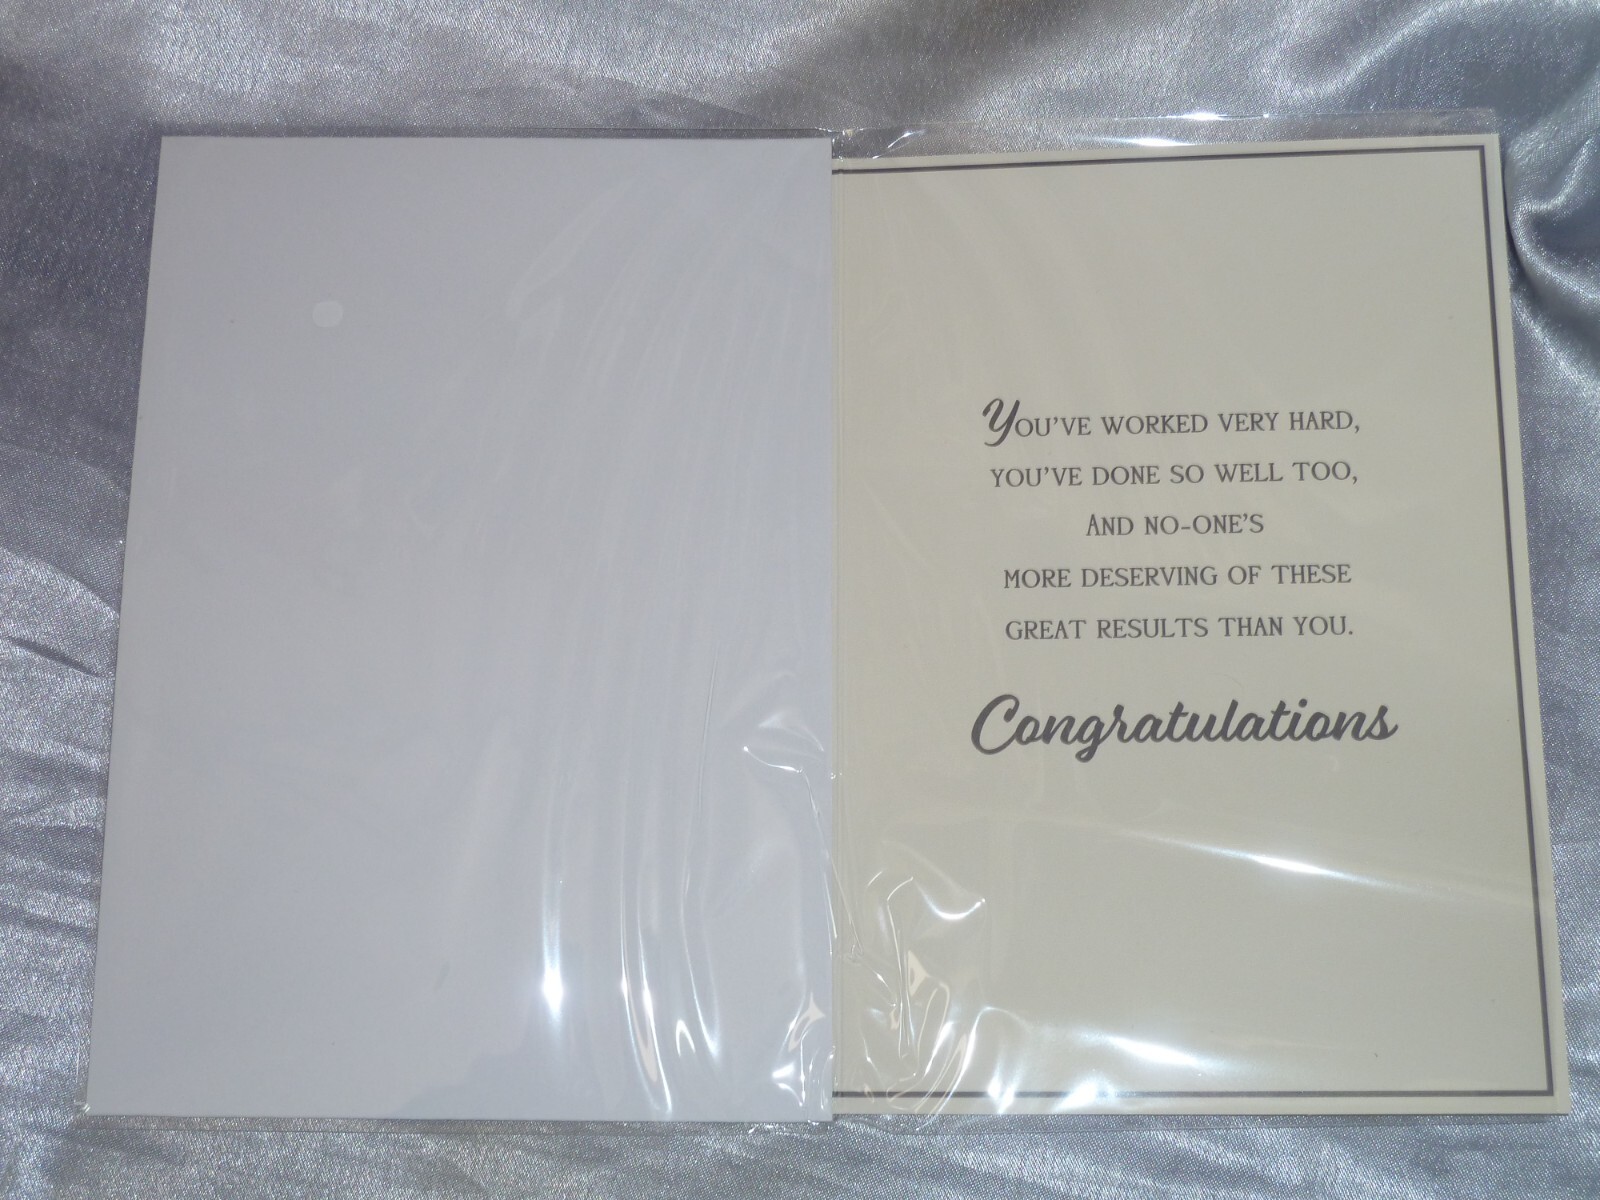 You've worked very hard,
you've done so well too,
And no-one's
more deserving of these
great results than you.
Congratulations